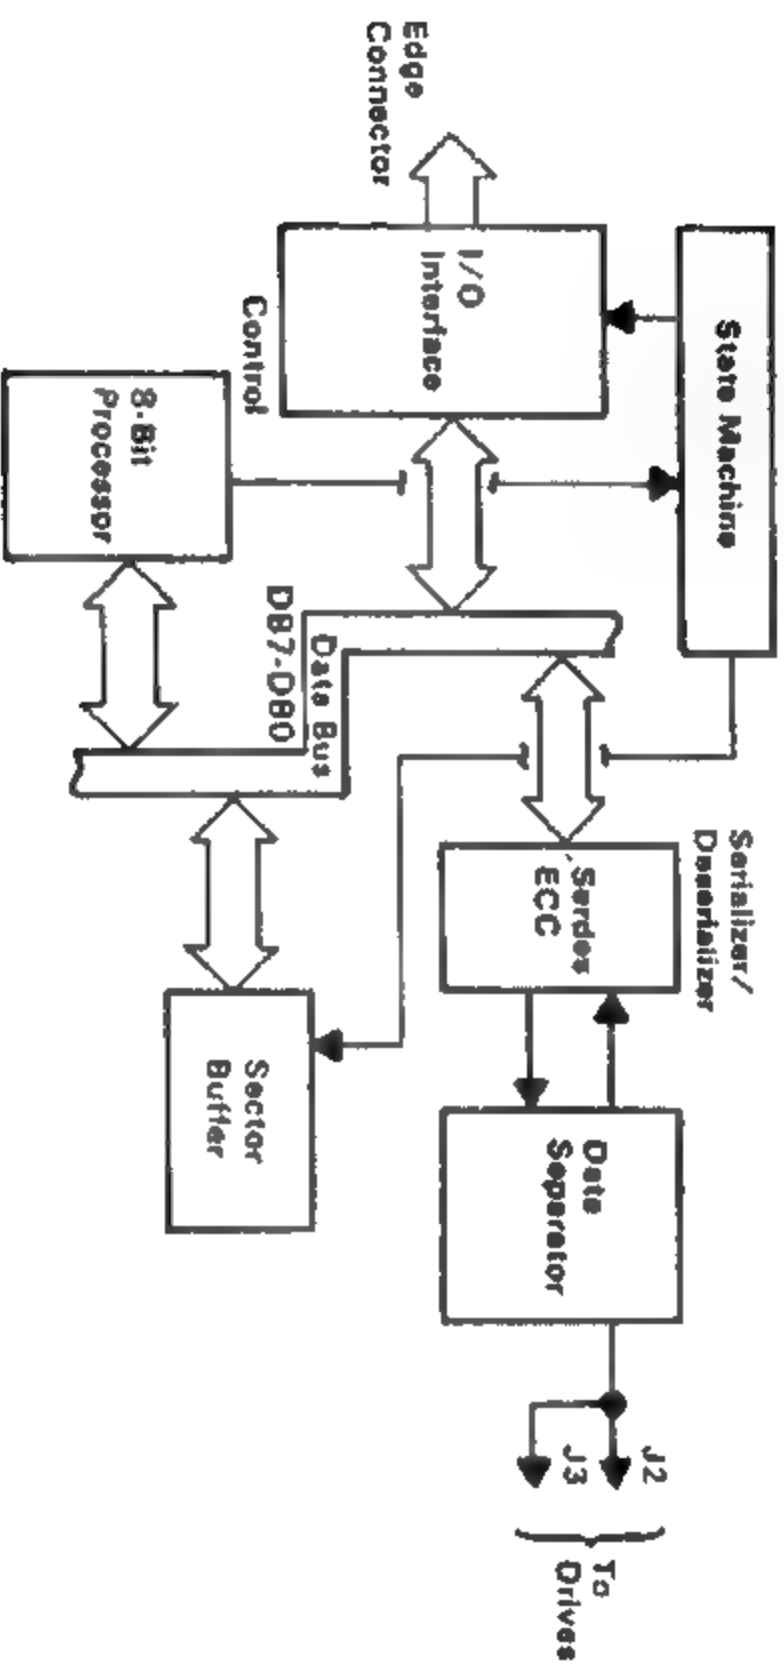 State Machine
Edge
Connector
I/O
Interface
Control
8-Bit
Processor
Data Bus
DB7-DB0
Serializer/
Deserializer
Serdes
ECC
Sector
Buffer
Data
Separator
J2
J3
To
Drives